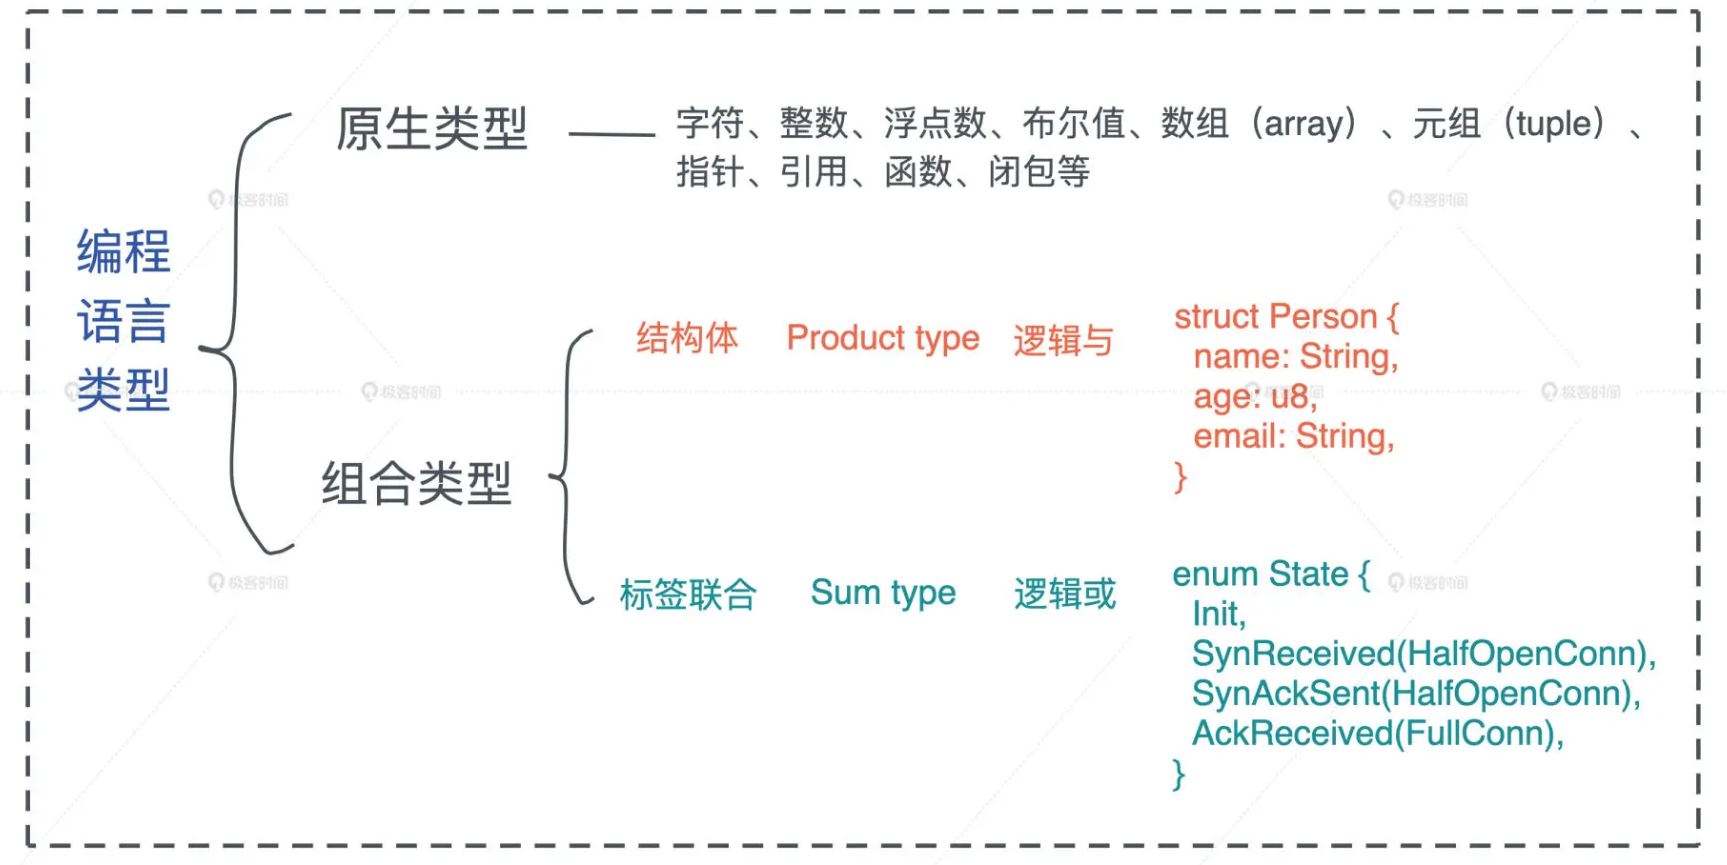 编程
语言
类型
原生类型
字符、整数、浮点数、布尔值、数组（array）、元组（tuple）、
指针、引用、函数、闭包等
组合类型
结构体 Product type 逻辑与
struct Person {
name: String,
age: u8,
email: String,
}
标签联合 Sum type 逻辑或
enum State {
Init,
SynReceived(HalfOpenConn),
SynAckSent(HalfOpenConn),
AckReceived(FullConn),
}
极客时间
极客时间
极客时间
极客时间
极客时间
极客时间
极客时间
极客时间